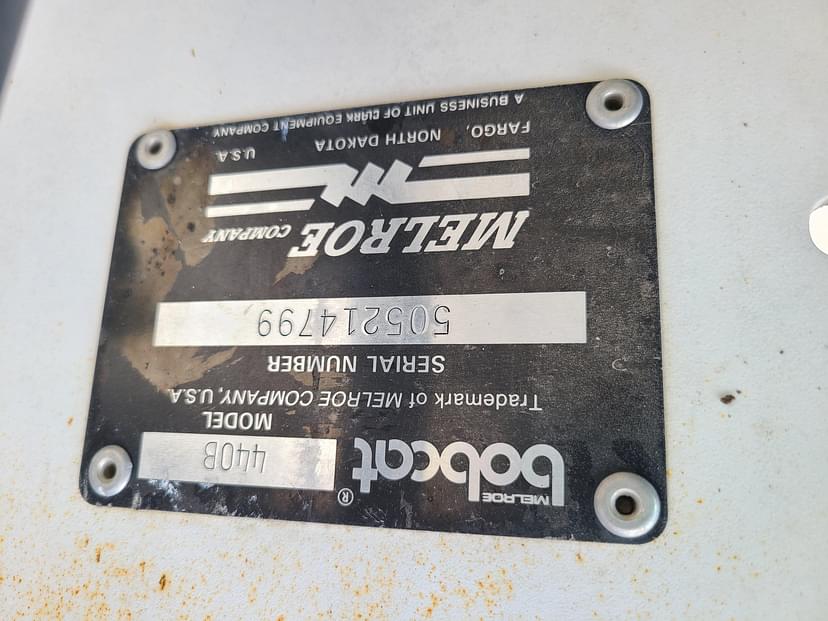 MELROE
bobcat®
440B
MODEL
Trademark of MELROE COMPANY, U.S.A.
SERIAL NUMBER
505214799
MELROE COMPANY
FARGO, NORTH DAKOTA U.S.A.
A BUSINESS UNIT OF CLARK EQUIPMENT COMPANY